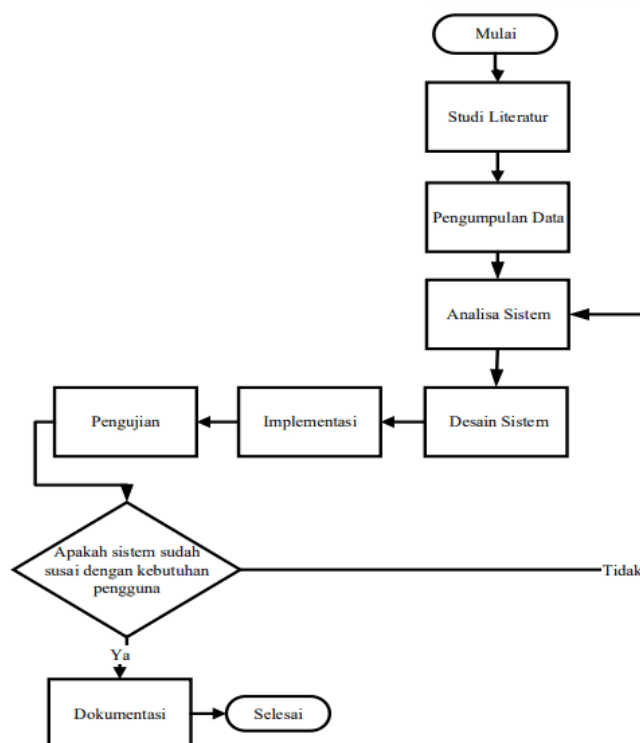 Mulai
Studi Literatur
Pengumpulan Data
Analisa Sistem
Pengujian
Implementasi
Desain Sistem
Apakah sistem sudah
susai dengan kebutuhan
pengguna
Tidak
Ya
Dokumentasi
Selesai